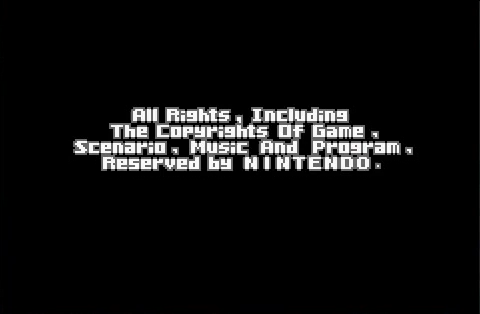 All Rights, Including
The Copyrights Of Game,
Scenario, Music And Program,
Reserved by NINTENDO.